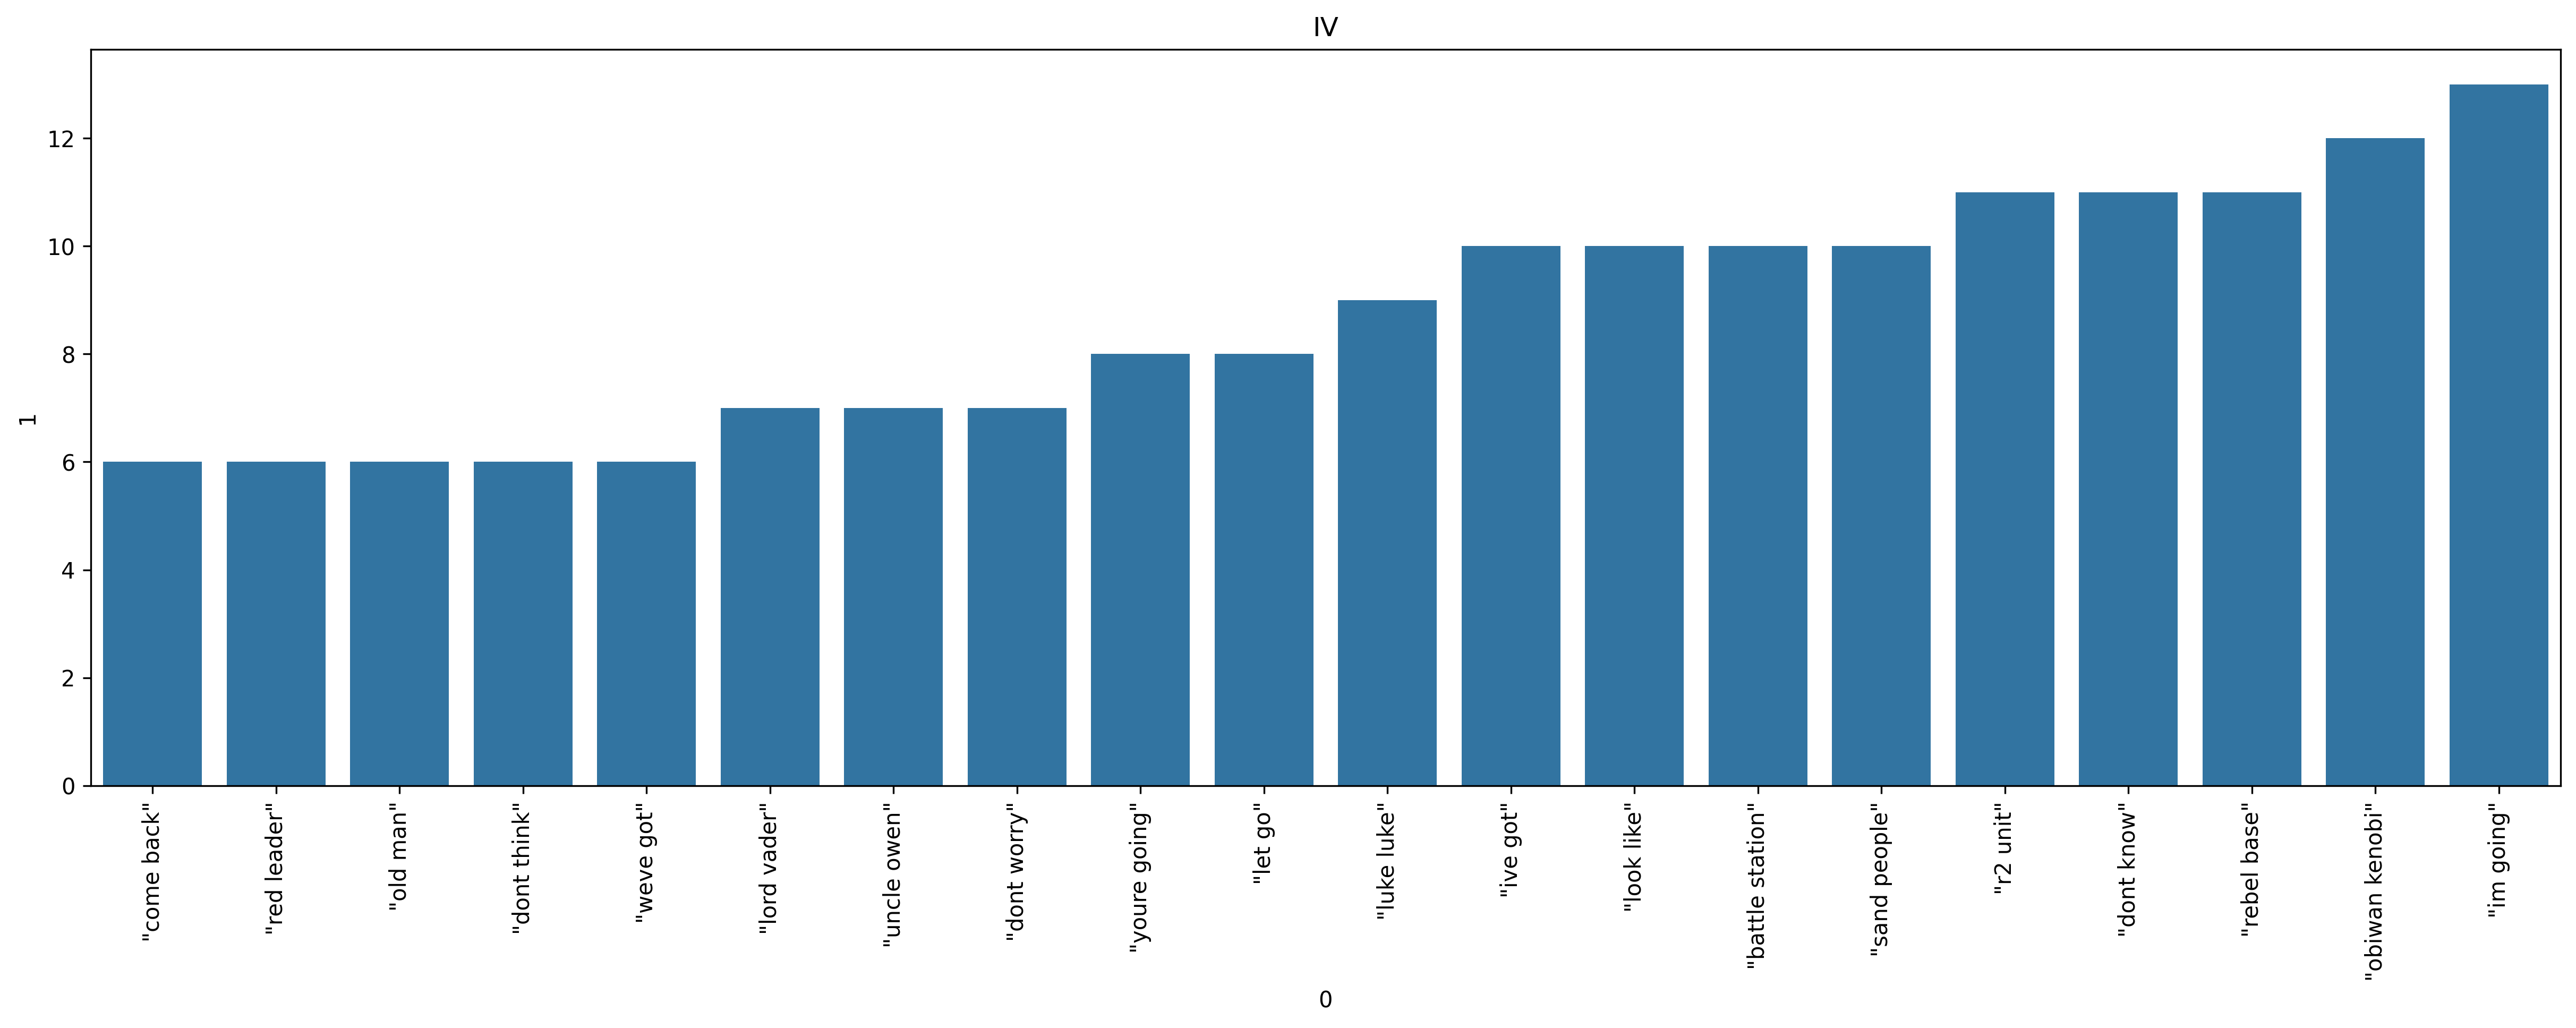 IV
12
10
8
6
4
2
0
1
"come back"
"red leader"
"old man"
"dont think"
"weve got"
"lord vader"
"uncle owen"
"dont worry"
"youre going"
"let go"
"luke luke"
"ive got"
"look like"
"battle station"
"sand people"
"r2 unit"
"dont know"
"rebel base"
"obiwan kenobi"
"im going"
0